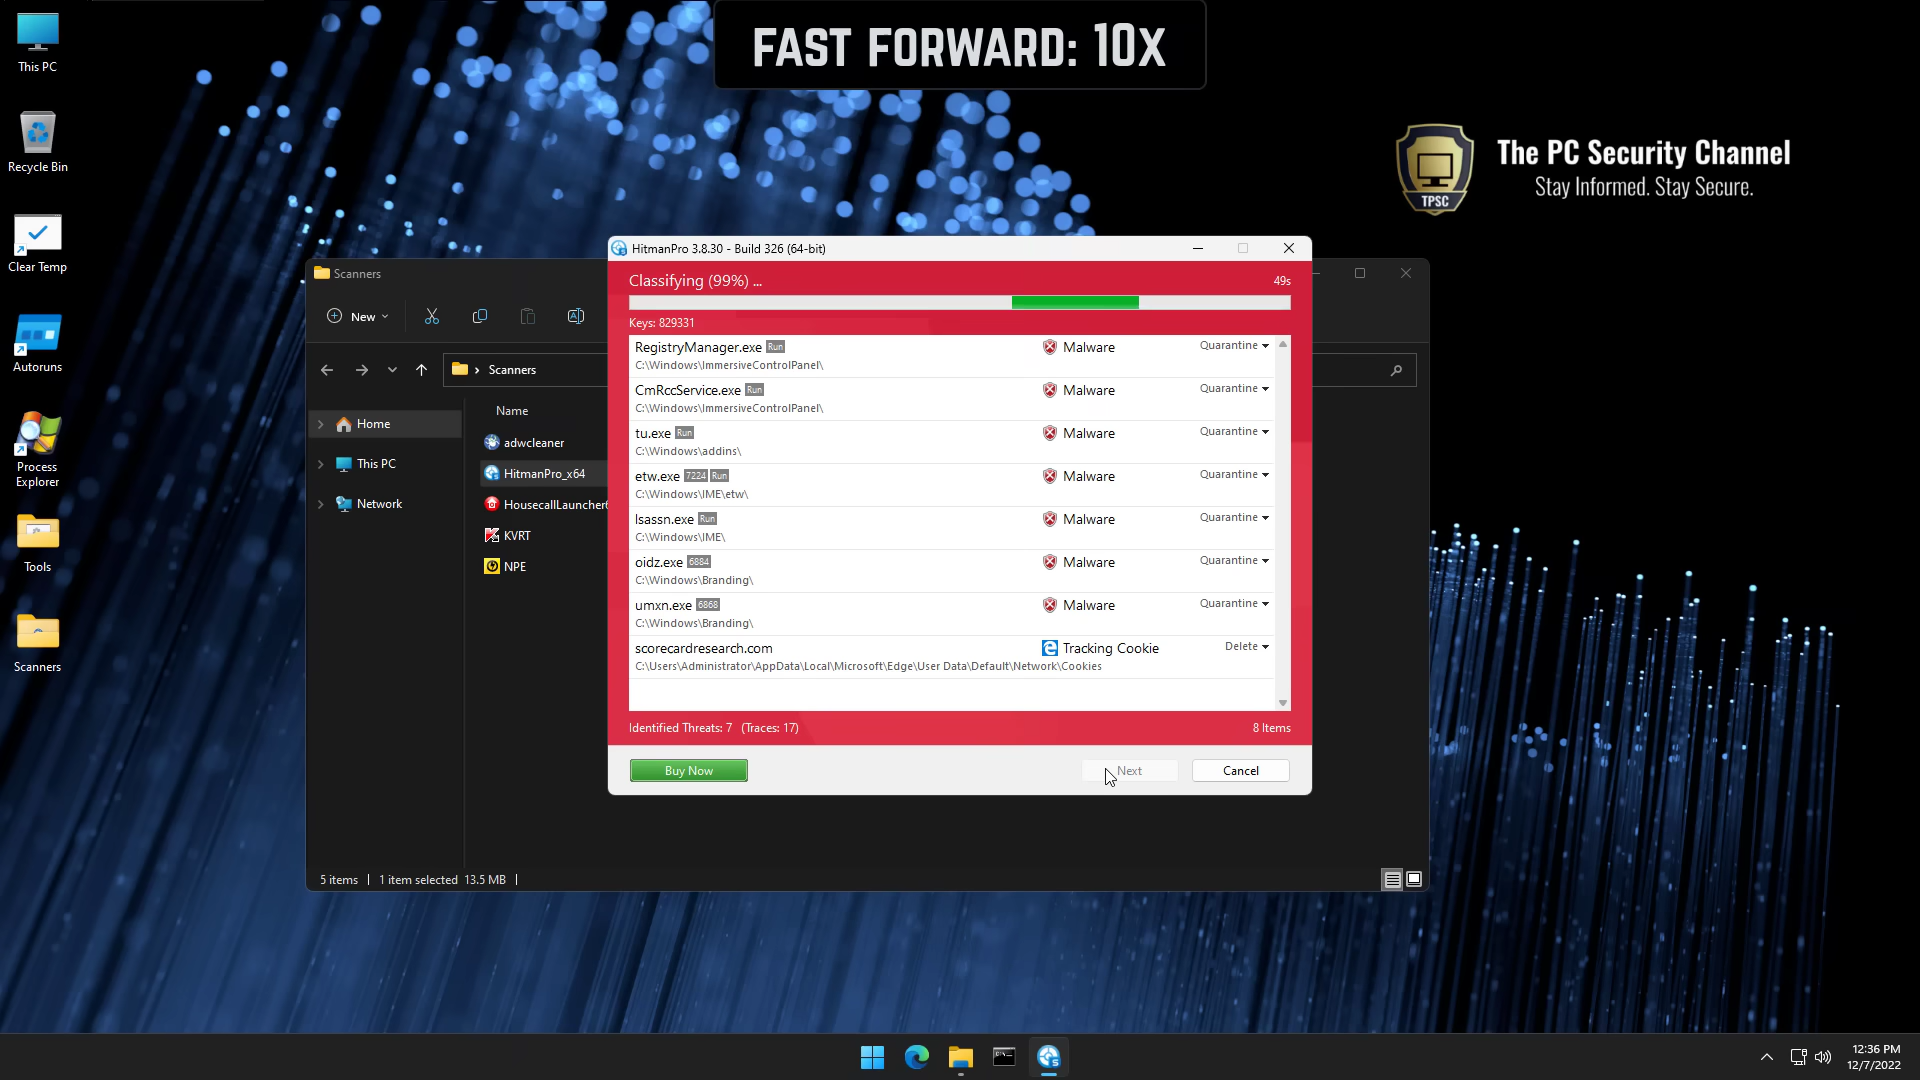 FAST FORWARD: 10X
The PC Security Channel
Stay Informed. Stay Secure.
TPSC
This PC
Recycle Bin
Clear Temp
Autoruns
Process
Explorer
Tools
Scanners
Scanners
New
Scanners
Home
This PC
Network
Name
adwcleaner
HitmanPro_x64
HousecallLauncher
KVRT
NPE
5 items
1 item selected 13.5 MB
HitmanPro 3.8.30 - Build 326 (64-bit)
Classifying (99%) ...
49s
Keys: 829331
RegistryManager.exe Run Malware Quarantine
C:\Windows\ImmersiveControlPanel\
CmRccService.exe Run Malware Quarantine
C:\Windows\ImmersiveControlPanel\
tu.exe Run Malware Quarantine
C:\Windows\addins\
etw.exe 7224 Run Malware Quarantine
C:\Windows\IME\etw\
lsassn.exe Run Malware Quarantine
C:\Windows\IME\
oidz.exe 6884 Malware Quarantine
C:\Windows\Branding\
umxn.exe 6868 Malware Quarantine
C:\Windows\Branding\
scorecardresearch.com Tracking Cookie Delete
C:\Users\Administrator\AppData\Local\Microsoft\Edge\User Data\Default\Network\Cookies
Identified Threats: 7 (Traces: 17)
8 Items
Buy Now
Next
Cancel
12:36 PM
12/7/2022